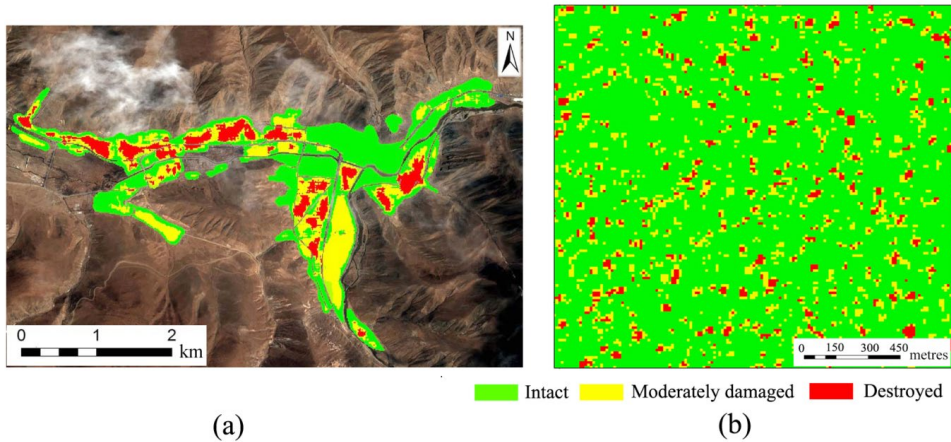 N
0 1 2
km
0 150 300 450
metres
Intact Moderately damaged Destroyed
(a) (b)